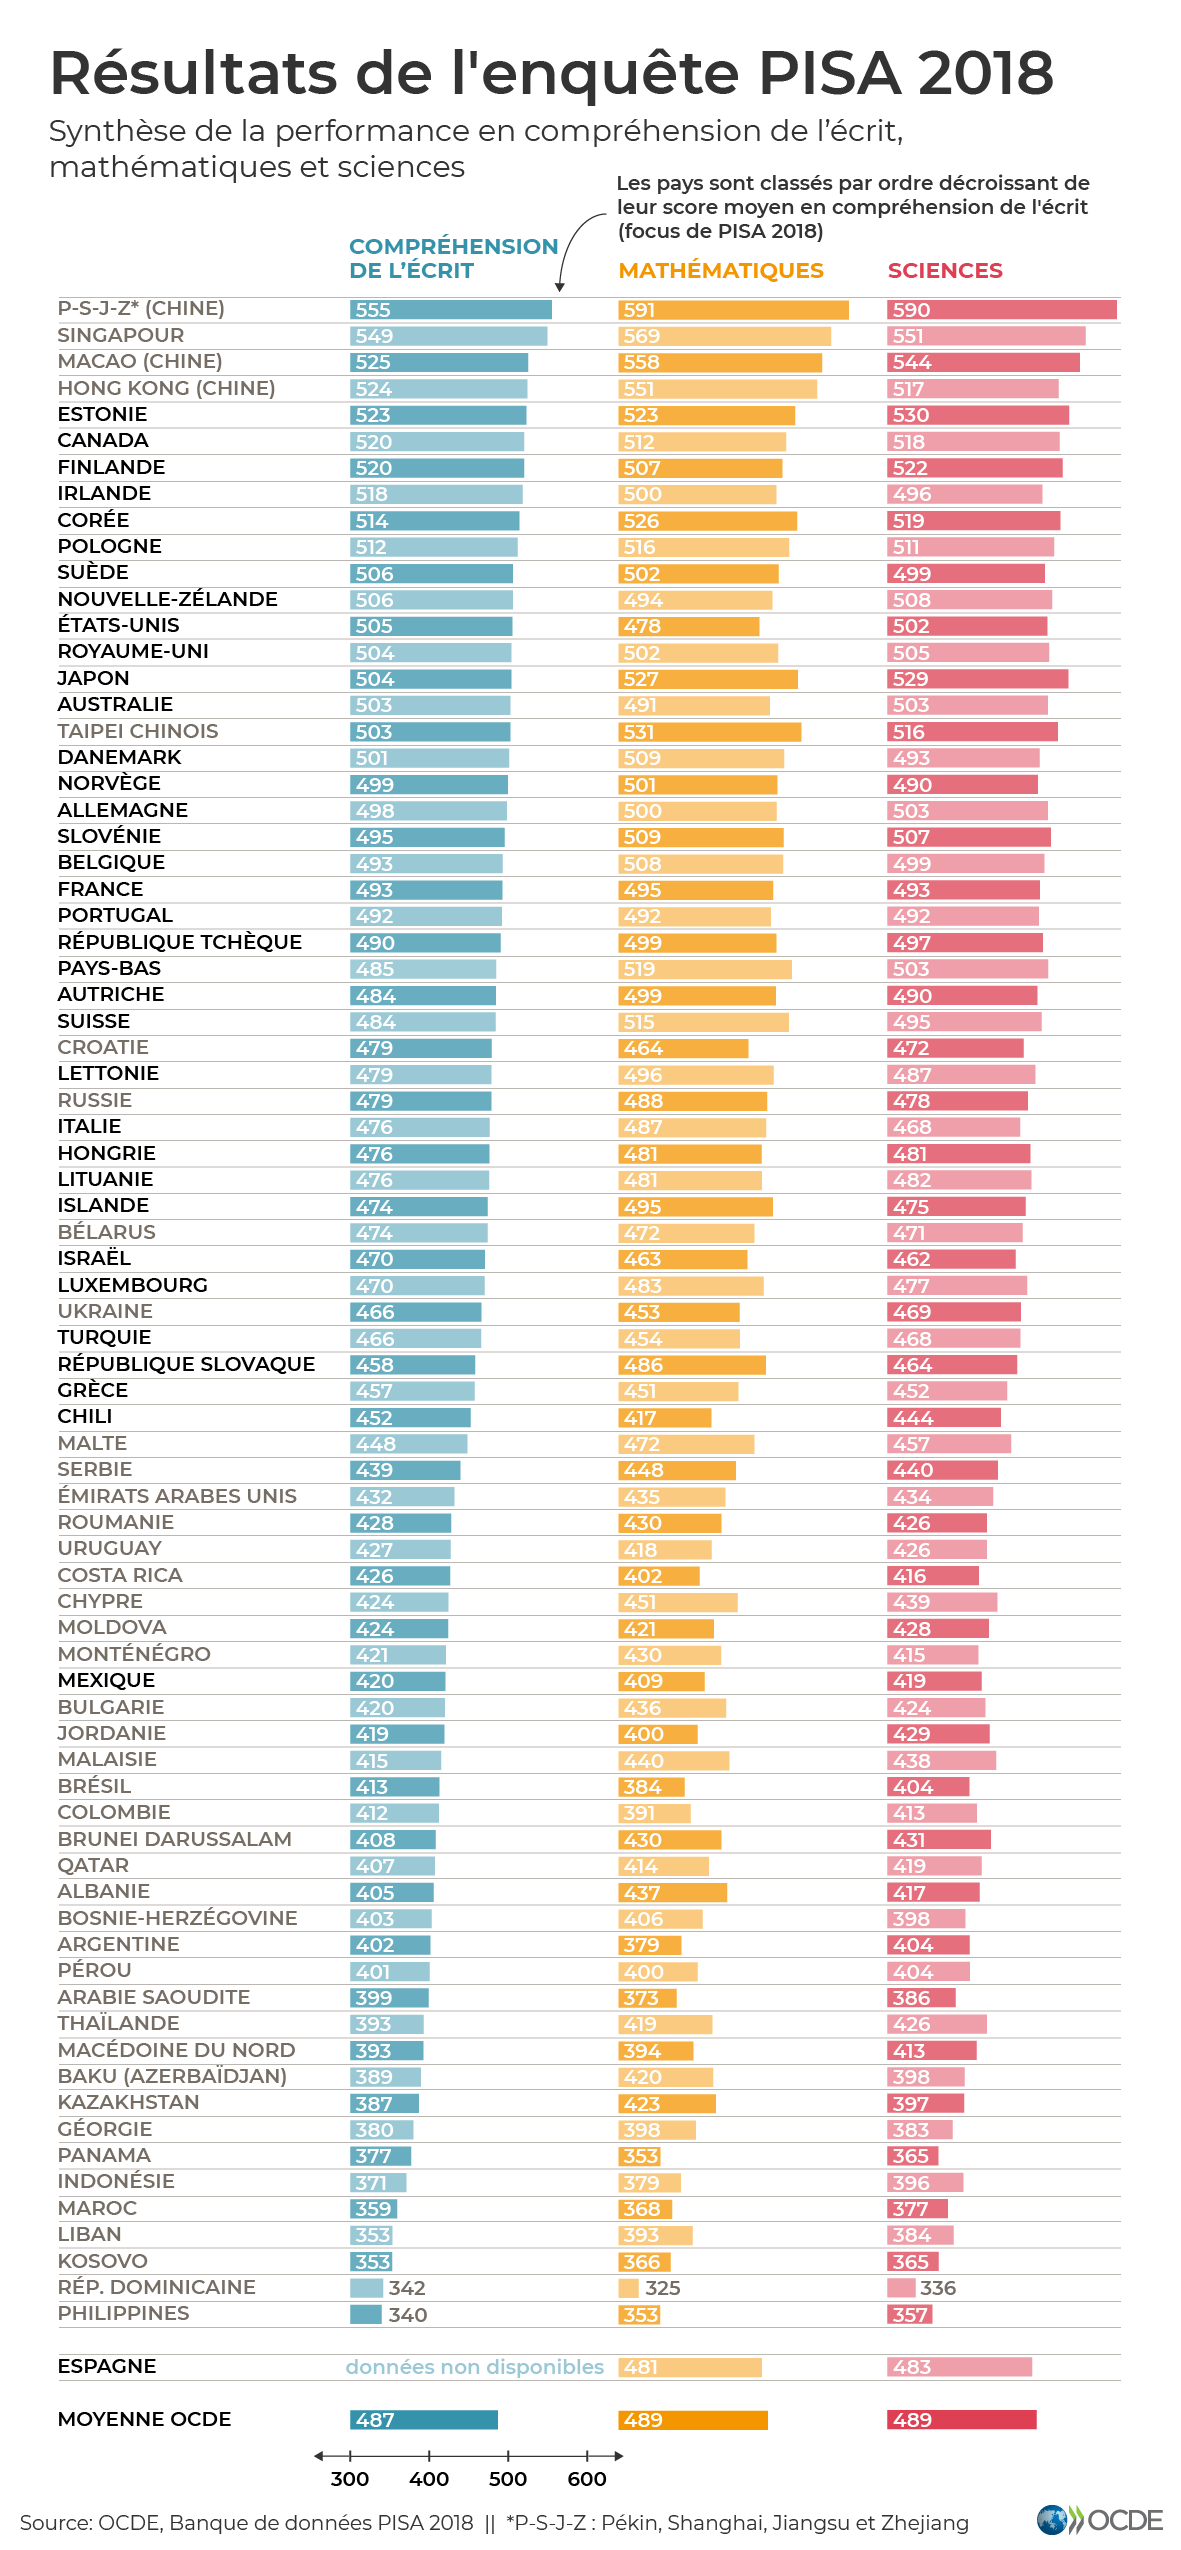 Résultats de l'enquête PISA 2018
Synthèse de la performance en compréhension de l’écrit,
mathématiques et sciences
Les pays sont classés par ordre décroissant de
leur score moyen en compréhension de l'écrit
(focus de PISA 2018)
COMPRÉHENSION
DE L’ÉCRIT MATHÉMATIQUES SCIENCES
P-S-J-Z* (CHINE) 555 591 590
SINGAPOUR 549 569 551
MACAO (CHINE) 525 558 544
HONG KONG (CHINE) 524 551 517
ESTONIE 523 523 530
CANADA 520 512 518
FINLANDE 520 507 522
IRLANDE 518 500 496
CORÉE 514 526 519
POLOGNE 512 516 511
SUÈDE 506 502 499
NOUVELLE-ZÉLANDE 506 494 508
ÉTATS-UNIS 505 478 502
ROYAUME-UNI 504 502 505
JAPON 504 527 529
AUSTRALIE 503 491 503
TAIPEI CHINOIS 503 531 516
DANEMARK 501 509 493
NORVÈGE 499 501 490
ALLEMAGNE 498 500 503
SLOVÉNIE 495 509 507
BELGIQUE 493 508 499
FRANCE 493 495 493
PORTUGAL 492 492 492
RÉPUBLIQUE TCHÈQUE 490 499 497
PAYS-BAS 485 519 503
AUTRICHE 484 499 490
SUISSE 484 515 495
CROATIE 479 464 472
LETTONIE 479 496 487
RUSSIE 479 488 478
ITALIE 476 487 468
HONGRIE 476 481 481
LITUANIE 476 481 482
ISLANDE 474 495 475
BÉLARUS 474 472 471
ISRAËL 470 463 462
LUXEMBOURG 470 483 477
UKRAINE 466 453 469
TURQUIE 466 454 468
RÉPUBLIQUE SLOVAQUE 458 486 464
GRÈCE 457 451 452
CHILI 452 417 444
MALTE 448 472 457
SERBIE 439 448 440
ÉMIRATS ARABES UNIS 432 435 434
ROUMANIE 428 430 426
URUGUAY 427 418 426
COSTA RICA 426 402 416
CHYPRE 424 451 439
MOLDOVA 424 421 428
MONTÉNÉGRO 421 430 415
MEXIQUE 420 409 419
BULGARIE 420 436 424
JORDANIE 419 400 429
MALAISIE 415 440 438
BRÉSIL 413 384 404
COLOMBIE 412 391 413
BRUNEI DARUSSALAM 408 430 431
QATAR 407 414 419
ALBANIE 405 437 417
BOSNIE-HERZÉGOVINE 403 406 398
ARGENTINE 402 379 404
PÉROU 401 400 404
ARABIE SAOUDITE 399 373 386
THAÏLANDE 393 419 426
MACÉDOINE DU NORD 393 394 413
BAKU (AZERBAÏDJAN) 389 420 398
KAZAKHSTAN 387 423 397
GÉORGIE 380 398 383
PANAMA 377 353 365
INDONÉSIE 371 379 396
MAROC 359 368 377
LIBAN 353 393 384
KOSOVO 353 366 365
RÉP. DOMINICAINE 342 325 336
PHILIPPINES 340 353 357
ESPAGNE données non disponibles 481 483
MOYENNE OCDE 487 489 489
300 400 500 600
Source: OCDE, Banque de données PISA 2018 || *P-S-J-Z : Pékin, Shanghai, Jiangsu et Zhejiang
OCDE